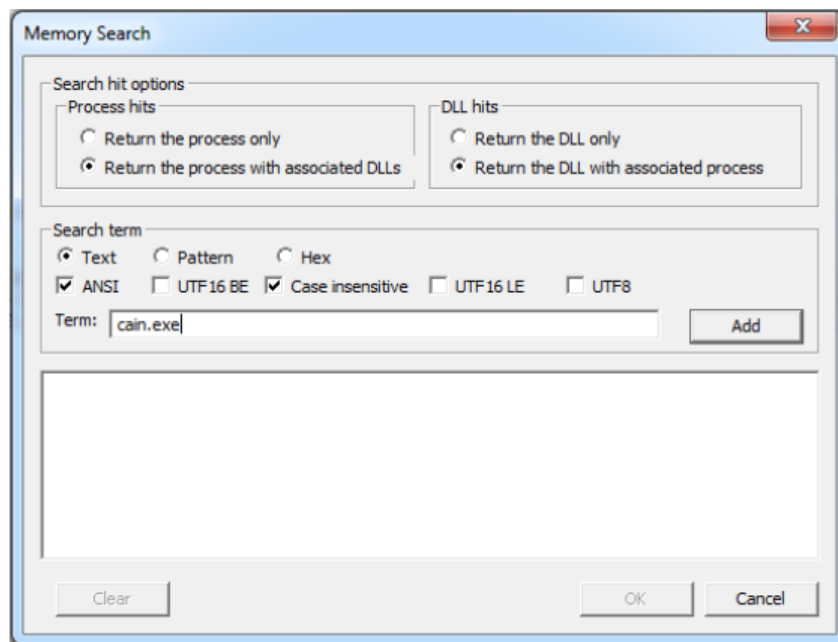 Memory Search
Search hit options
Process hits
Return the process only
Return the process with associated DLLs
DLL hits
Return the DLL only
Return the DLL with associated process
Search term
Text Pattern Hex
ANSI UTF16 BE Case insensitive UTF16 LE UTF8
Term: cain.exe Add
Clear OK Cancel